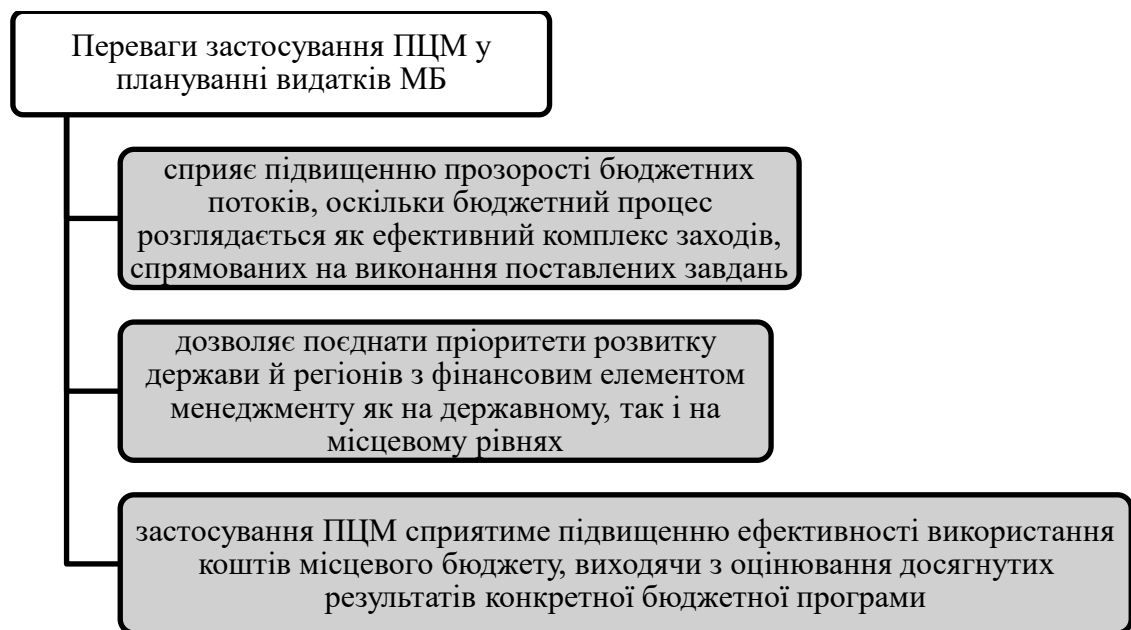 Переваги застосування ПЦМ у
плануванні видатків МБ
сприяє підвищенню прозорості бюджетних
потоків, оскільки бюджетний процес
розглядається як ефективний комплекс заходів,
спрямованих на виконання поставлених завдань
дозволяє поєднати пріоритети розвитку
держави й регіонів з фінансовим елементом
менеджменту як на державному, так і на
місцевому рівнях
застосування ПЦМ сприятиме підвищенню ефективності використання
коштів місцевого бюджету, виходячи з оцінювання досягнутих
результатів конкретної бюджетної програми